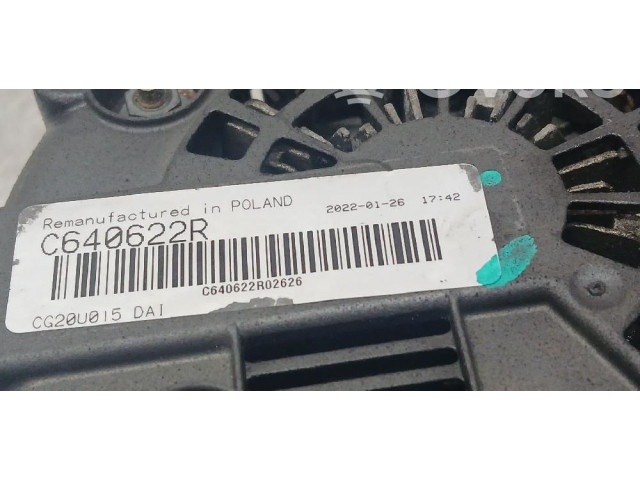 Remanufactured in POLAND
2022-01-26 17:42
C640622R
C640622R02626
CG20U015 DAI